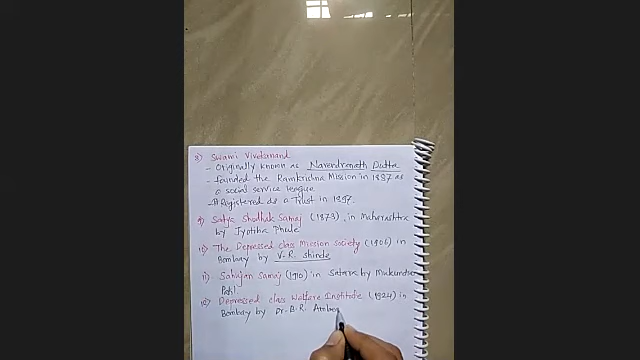 8) Swami Vivekanand
- Originally known as Narendranath Dutta
- founded the Ramkrishna Mission in 1897 as
a social service league
- Registered as a Trust in 1897.
9) Satya Shodhak Samaj (1873), in Maharashtra
by Jyotiba Phule
10) The Depressed class Mission society (1906) in
Bombay by V.R. Shinde
11) Bahujan Samaj (1910) in Satara by Mukundrao
Patil
12) Depressed class Welfare Institute (1924) in
Bombay by Dr. B.R. Ambe